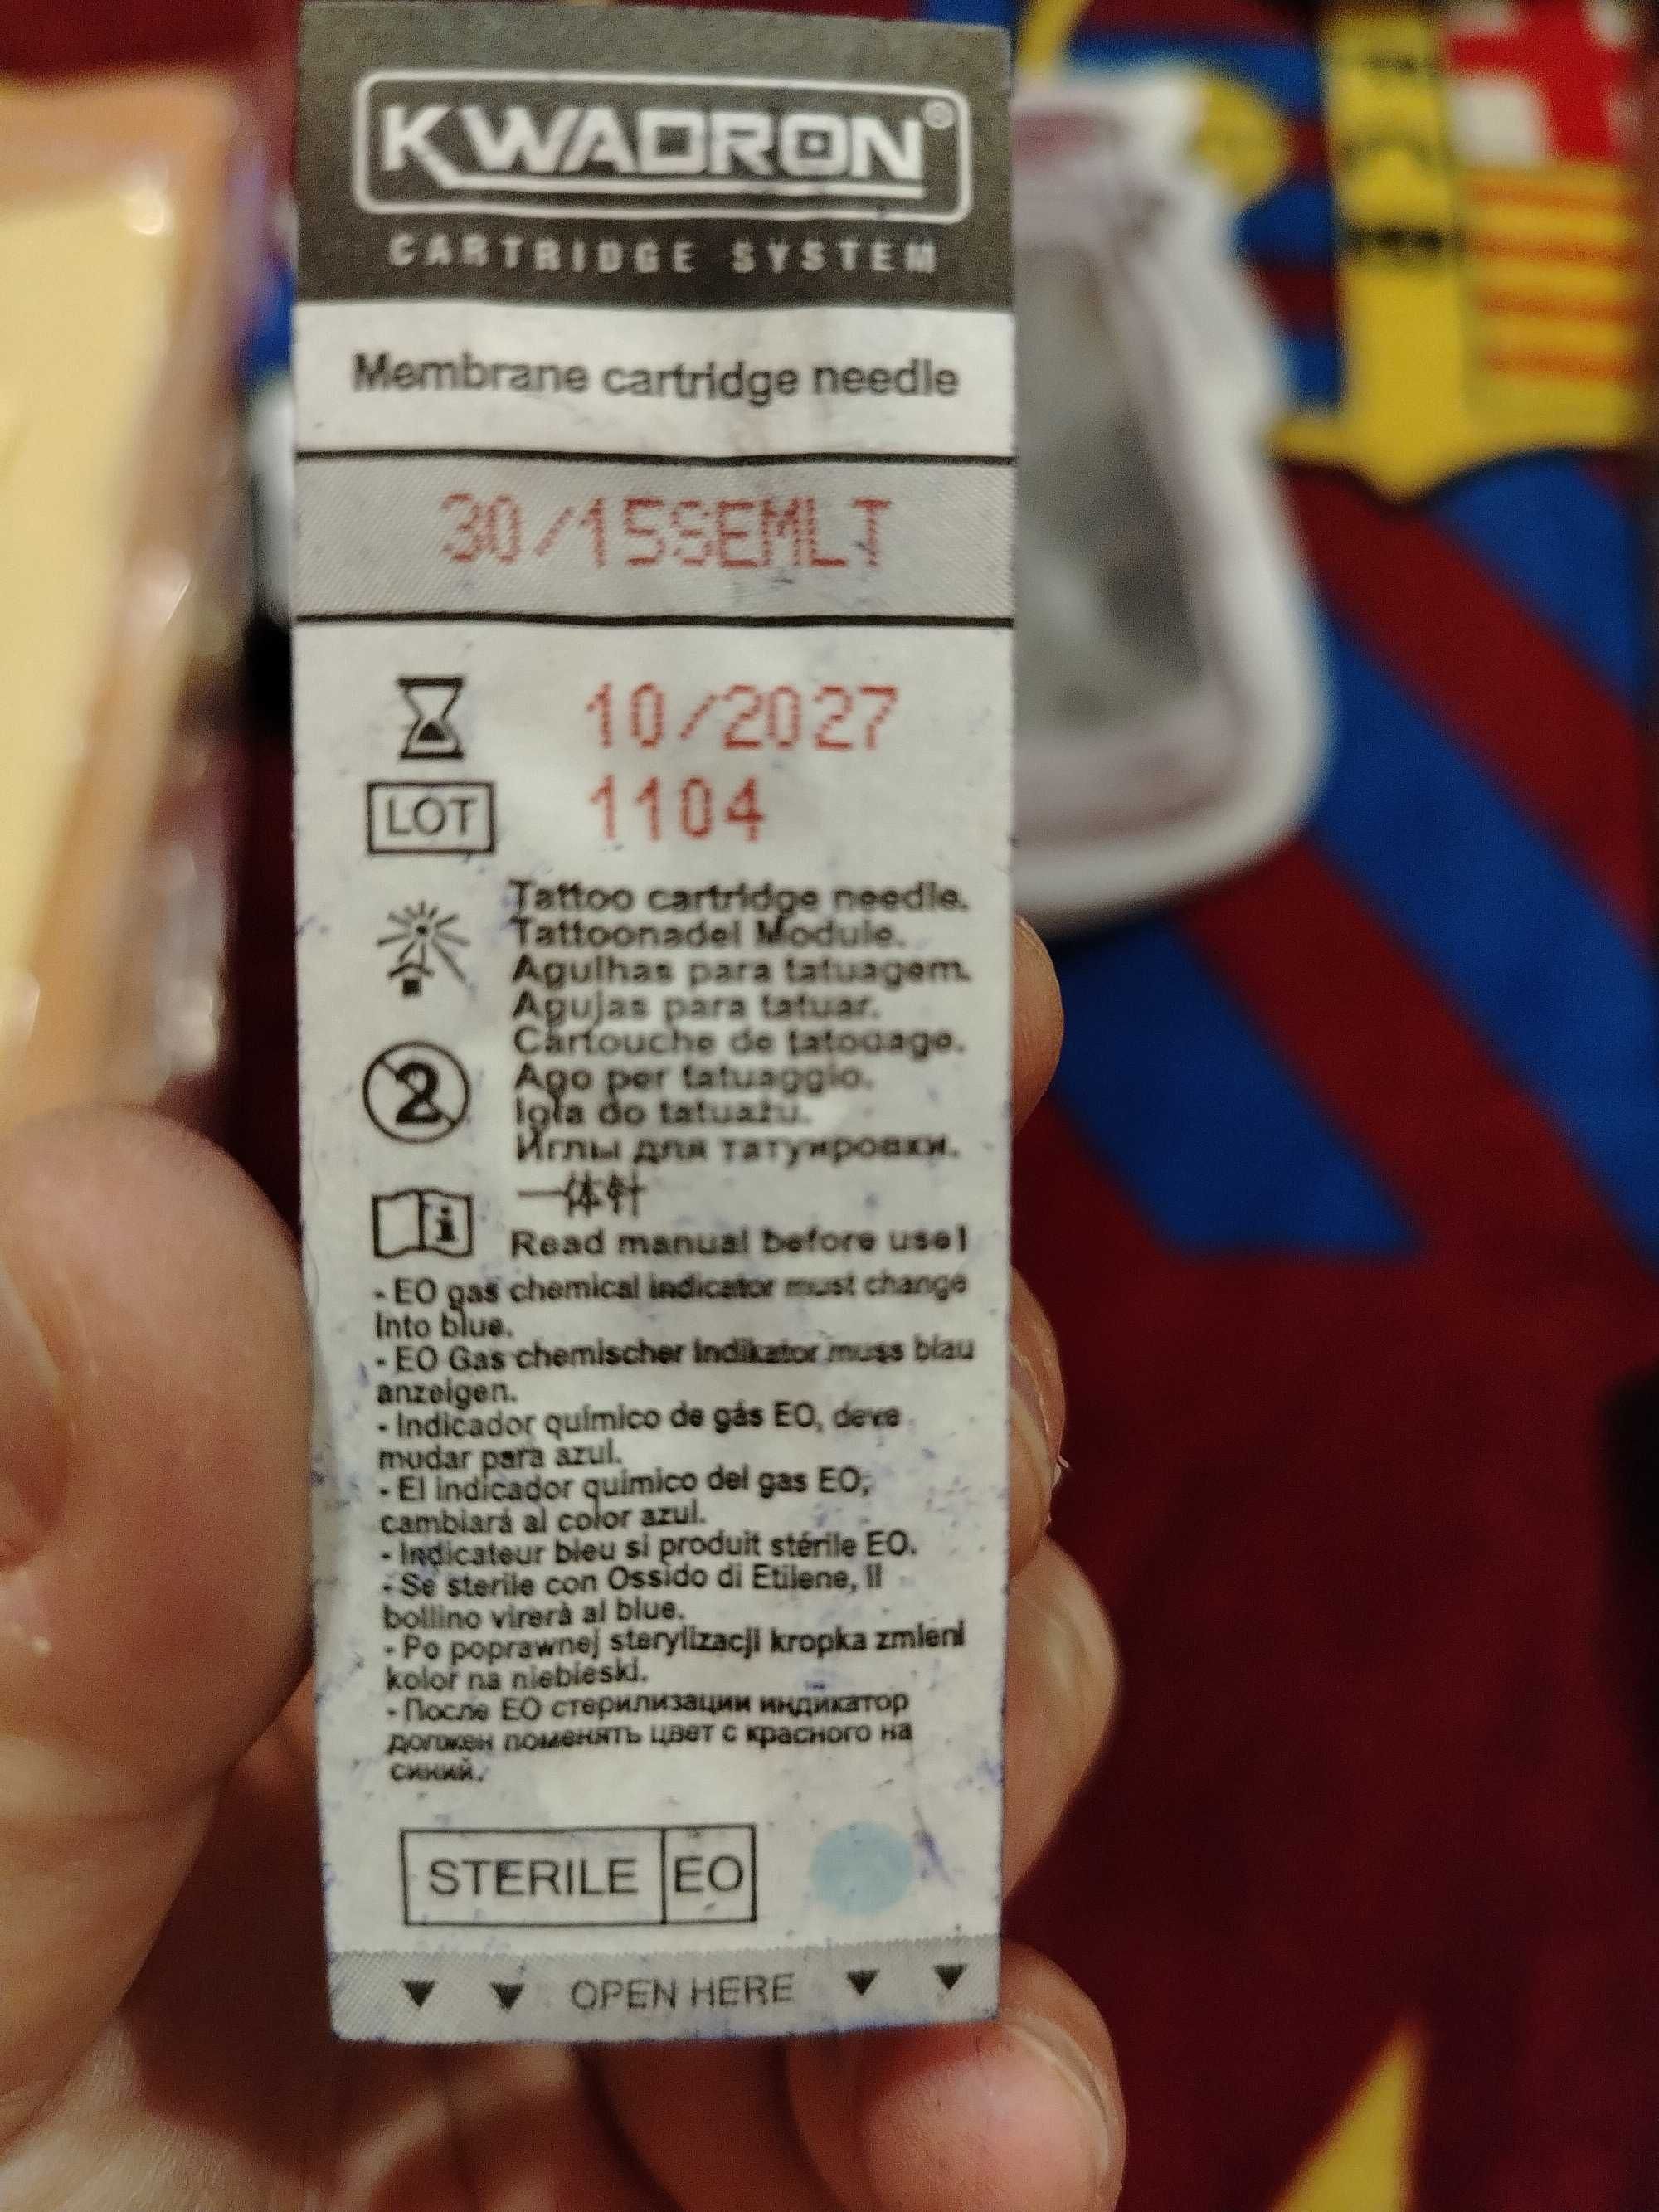 KWADRON®
CARTRIDGE SYSTEM
Membrane cartridge needle
30/15SEMLT
10/2027
LOT 1104
Tattoo cartridge needle.
Tattoonadel Module.
Agulhas para tatuagem.
Agujas para tatuar.
Cartouche de tatouage.
Ago per tatuaggio.
Igła do tatuażu.
Иглы для татуировки.
2
一体针
i
Read manual before use!
- EO gas chemical indicator must change
into blue.
- EO Gas chemischer Indikator muss blau
anzeigen.
- Indicador químico de gás EO, deve
mudar para azul.
- El indicador quimico del gas EO,
cambiará al color azul.
- Indicateur bleu si produit stérile EO.
- Se sterile con Ossido di Etilene, il
bollino virerà al blue.
- Po poprawnej sterylizacji kropka zmieni
kolor na niebieski.
- После EO стерилизации индикатор
должен поменять цвет с красного на
синий.
STERILE EO
OPEN HERE